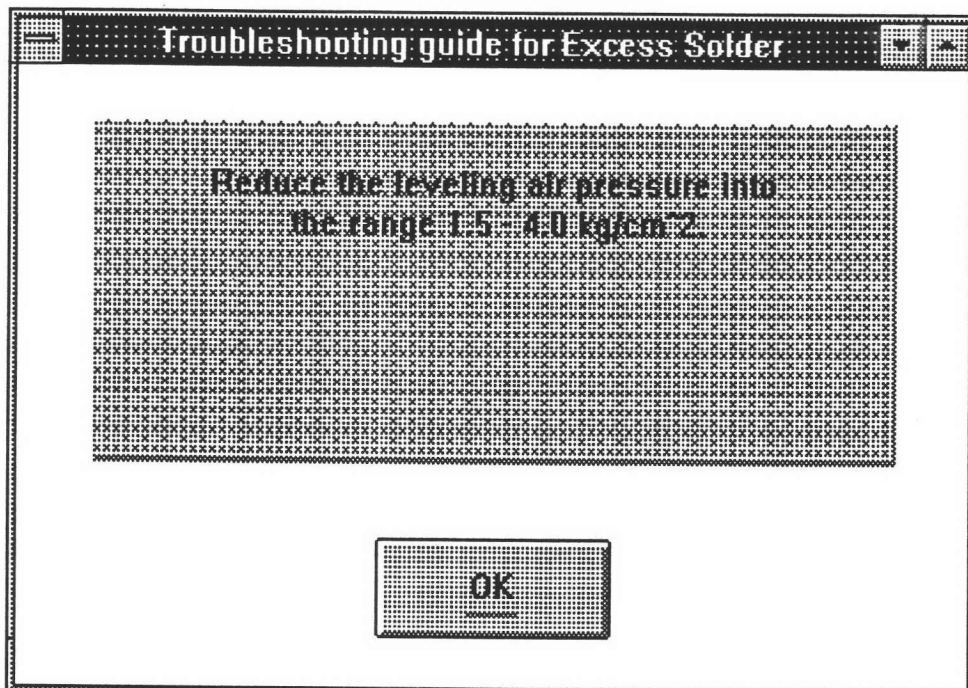 Troubleshooting guide for Excess Solder
Reduce the leveling air pressure into
the range 1.5 - 4.0 kg/cm^2.
OK